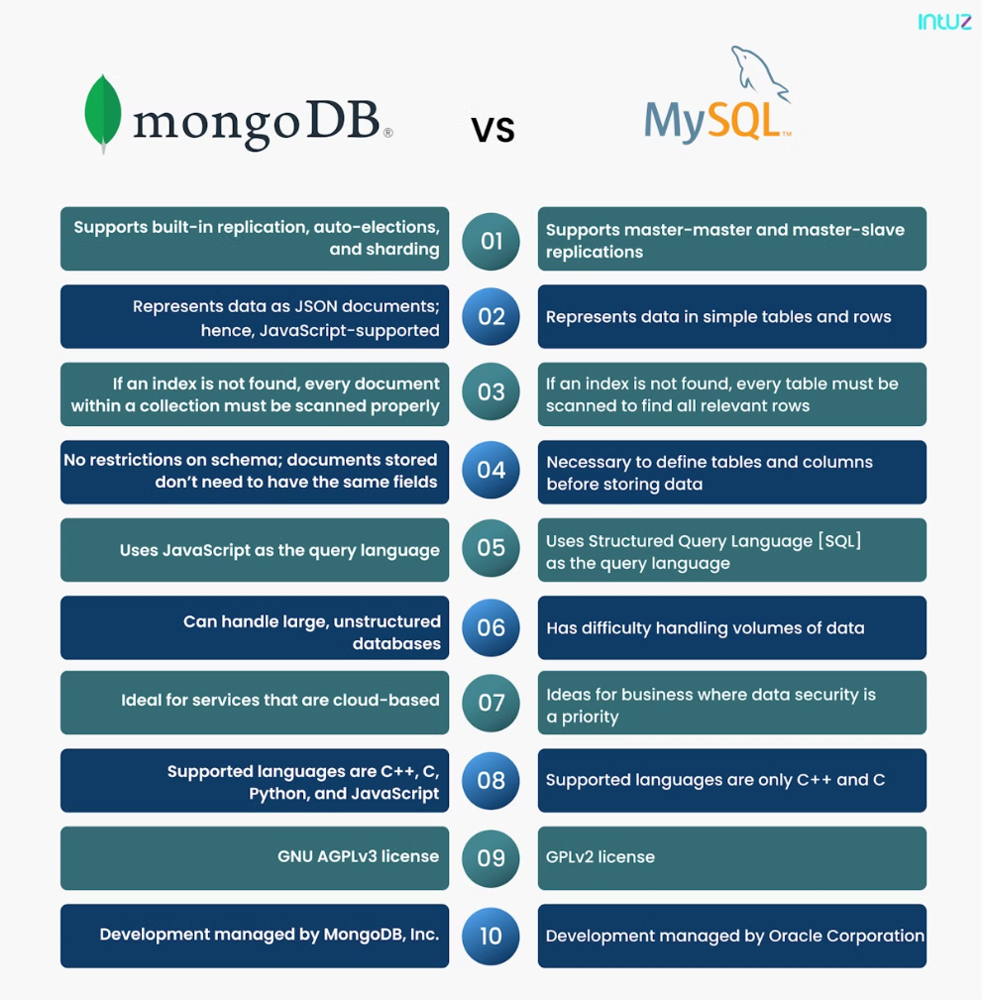 INTUZ
mongoDB®
VS
MySQL™
Supports built-in replication, auto-elections,
and sharding
01
Supports master-master and master-slave
replications
Represents data as JSON documents;
hence, JavaScript-supported
02
Represents data in simple tables and rows
If an index is not found, every document
within a collection must be scanned properly
03
If an index is not found, every table must be
scanned to find all relevant rows
No restrictions on schema; documents stored
don't need to have the same fields
04
Necessary to define tables and columns
before storing data
Uses JavaScript as the query language
05
Uses Structured Query Language [SQL]
as the query language
Can handle large, unstructured
databases
06
Has difficulty handling volumes of data
Ideal for services that are cloud-based
07
Ideas for business where data security is
a priority
Supported languages are C++, C,
Python, and JavaScript
08
Supported languages are only C++ and C
GNU AGPLv3 license
09
GPLv2 license
Development managed by MongoDB, Inc.
10
Development managed by Oracle Corporation